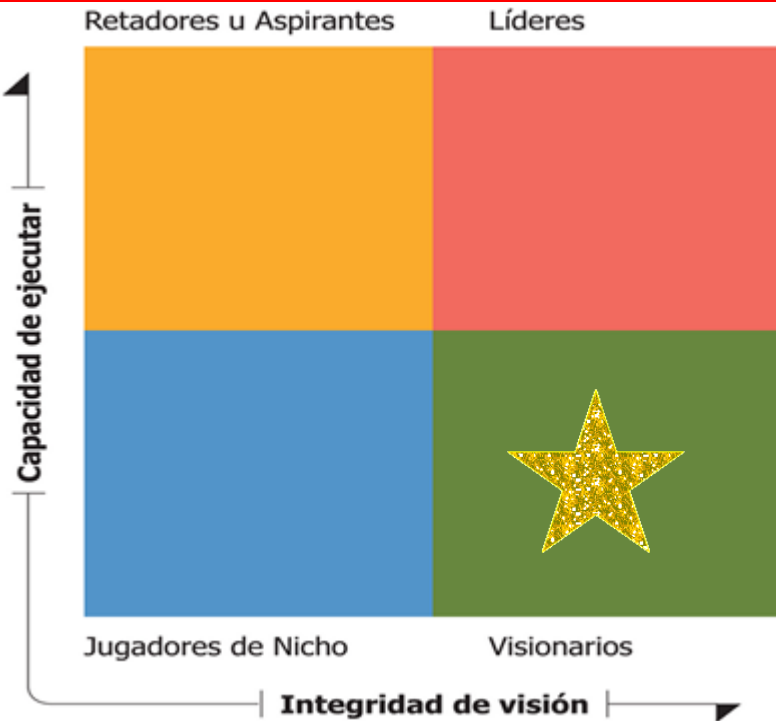 Retadores u Aspirantes
Líderes
Capacidad de ejecutar
Jugadores de Nicho
Visionarios
Integridad de visión